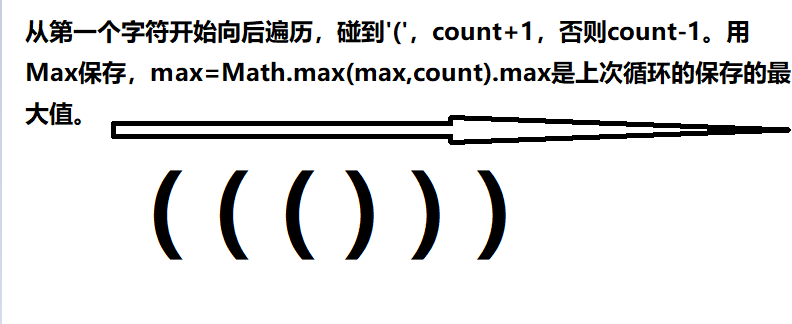 从第一个字符开始向后遍历，碰到'('，count+1，否则count-1。用
Max保存，max=Math.max(max,count).max是上次循环的保存的最
大值。
( ( ( ) ) )